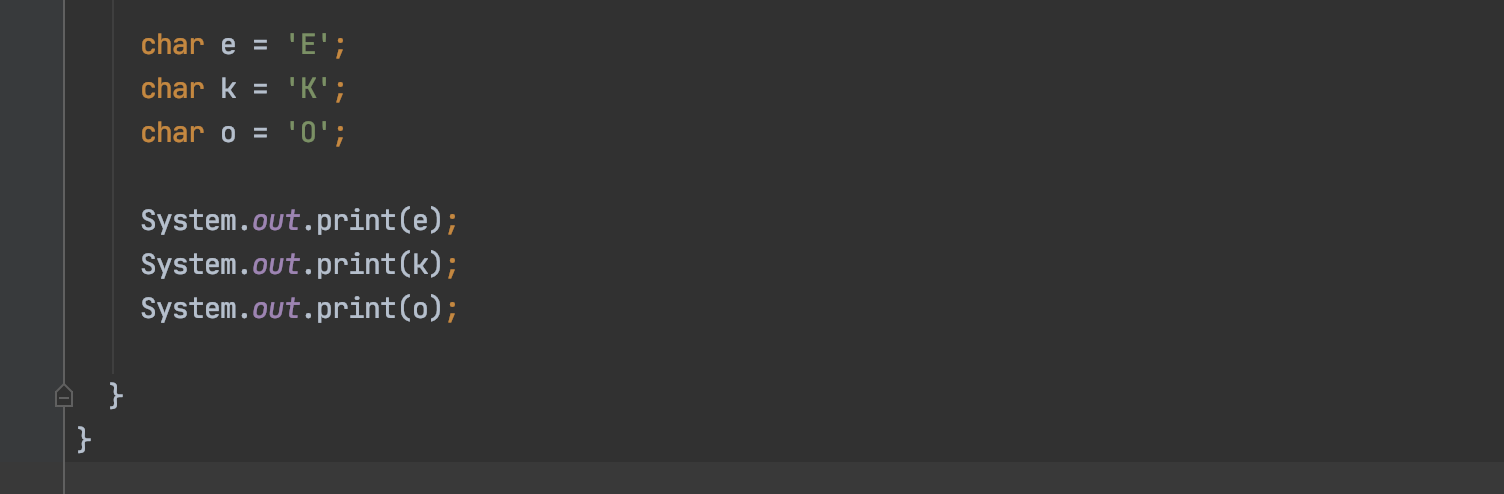 char e = 'E';
char k = 'K';
char o = 'O';
System.out.print(e);
System.out.print(k);
System.out.print(o);
}
}